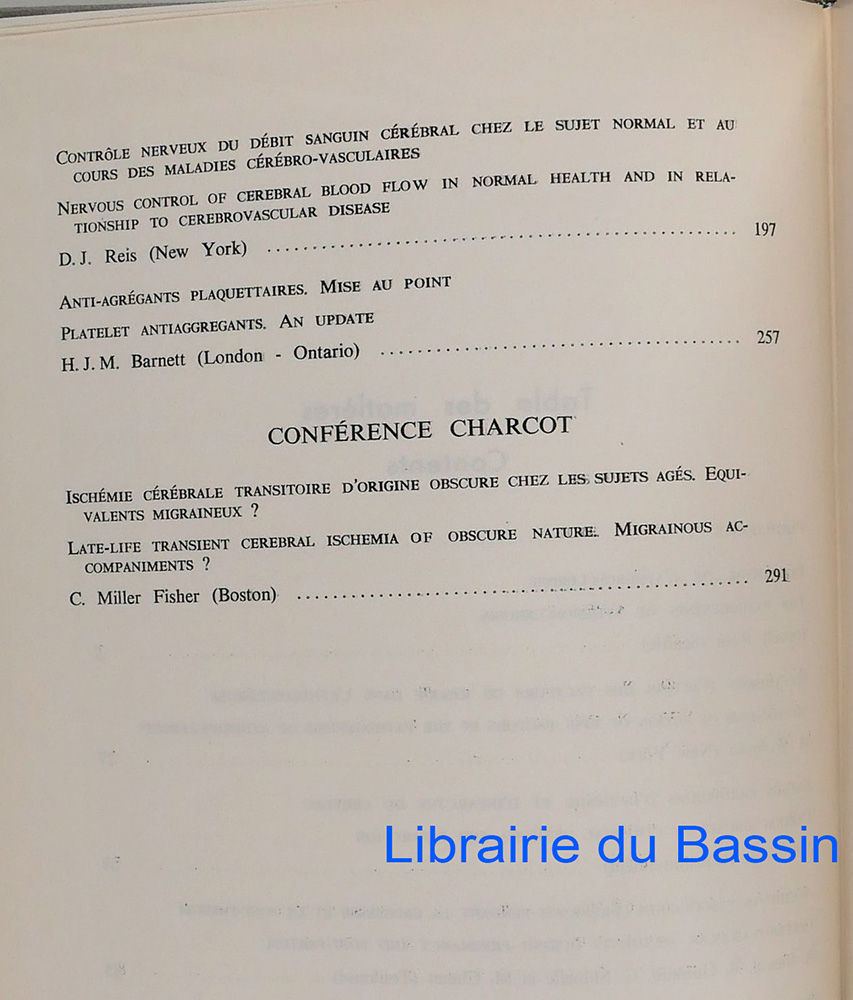 CONTRÔLE NERVEUX DU DÉBIT SANGUIN CÉRÉBRAL CHEZ LE SUJET NORMAL ET AU
COURS DES MALADIES CÉRÉBRO-VASCULAIRES
NERVOUS CONTROL OF CEREBRAL BLOOD FLOW IN NORMAL HEALTH AND IN RELA-
TIONSHIP TO CEREBROVASCULAR DISEASE
D. J. Reis (New York) .......... 197
ANTI-AGRÉGANTS PLAQUETTAIRES. MISE AU POINT
PLATELET ANTIAGGREGANTS. AN UPDATE
H. J. M. Barnett (London - Ontario) .......... 257
CONFÉRENCE CHARCOT
ISCHÉMIE CÉRÉBRALE TRANSITOIRE D'ORIGINE OBSCURE CHEZ LES SUJETS AGÉS. EQUI-
VALENTS MIGRAINEUX ?
LATE-LIFE TRANSIENT CEREBRAL ISCHEMIA OF OBSCURE NATURE. MIGRAINOUS AC-
COMPANIMENTS ?
C. Miller Fisher (Boston) .......... 291
Table des matières
Contents
Librairie du Bassin